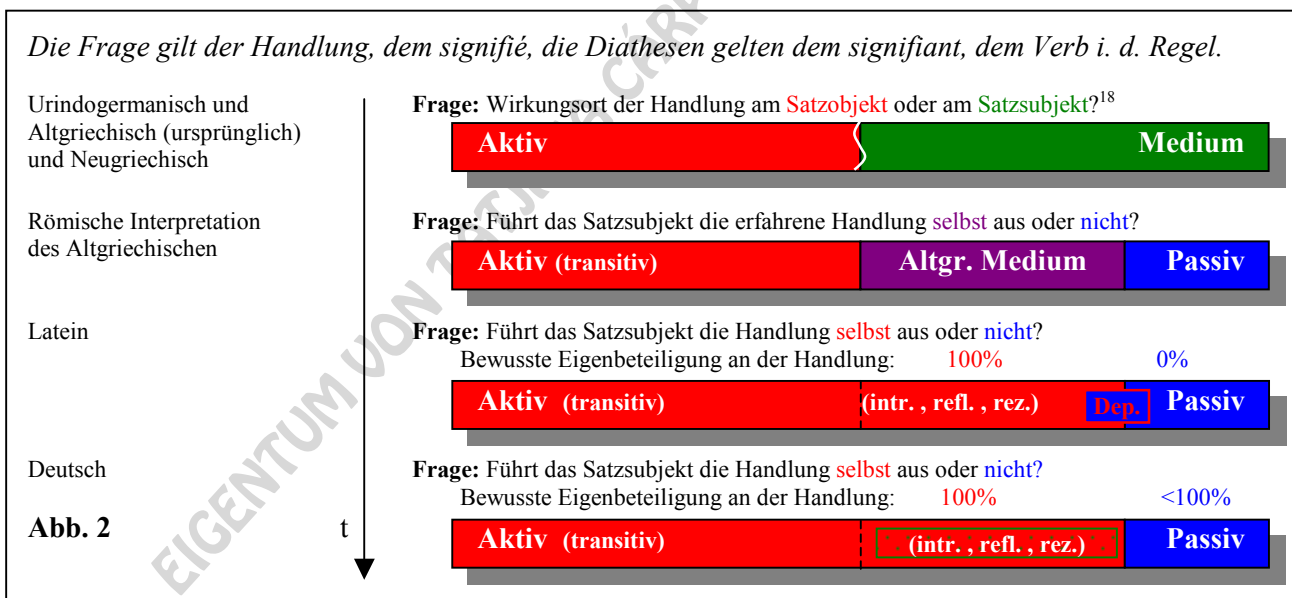 Die Frage gilt der Handlung, dem signifié, die Diathesen gelten dem signifiant, dem Verb i. d. Regel.
Urindogermanisch und
Altgriechisch (ursprünglich)
und Neugriechisch
Frage: Wirkungsort der Handlung am Satzobjekt oder am Satzsubjekt?18
Aktiv Medium
Römische Interpretation
des Altgriechischen
Frage: Führt das Satzsubjekt die erfahrene Handlung selbst aus oder nicht?
Aktiv (transitiv) Altgr. Medium Passiv
Latein
Frage: Führt das Satzsubjekt die Handlung selbst aus oder nicht?
Bewusste Eigenbeteiligung an der Handlung: 100% 0%
Aktiv (transitiv) (intr. , refl. , rez.) Dep. Passiv
Deutsch
Frage: Führt das Satzsubjekt die Handlung selbst aus oder nicht?
Bewusste Eigenbeteiligung an der Handlung: 100% <100%
Abb. 2 t
Aktiv (transitiv) (intr. , refl. , rez.) Passiv
EIGENTUM VON